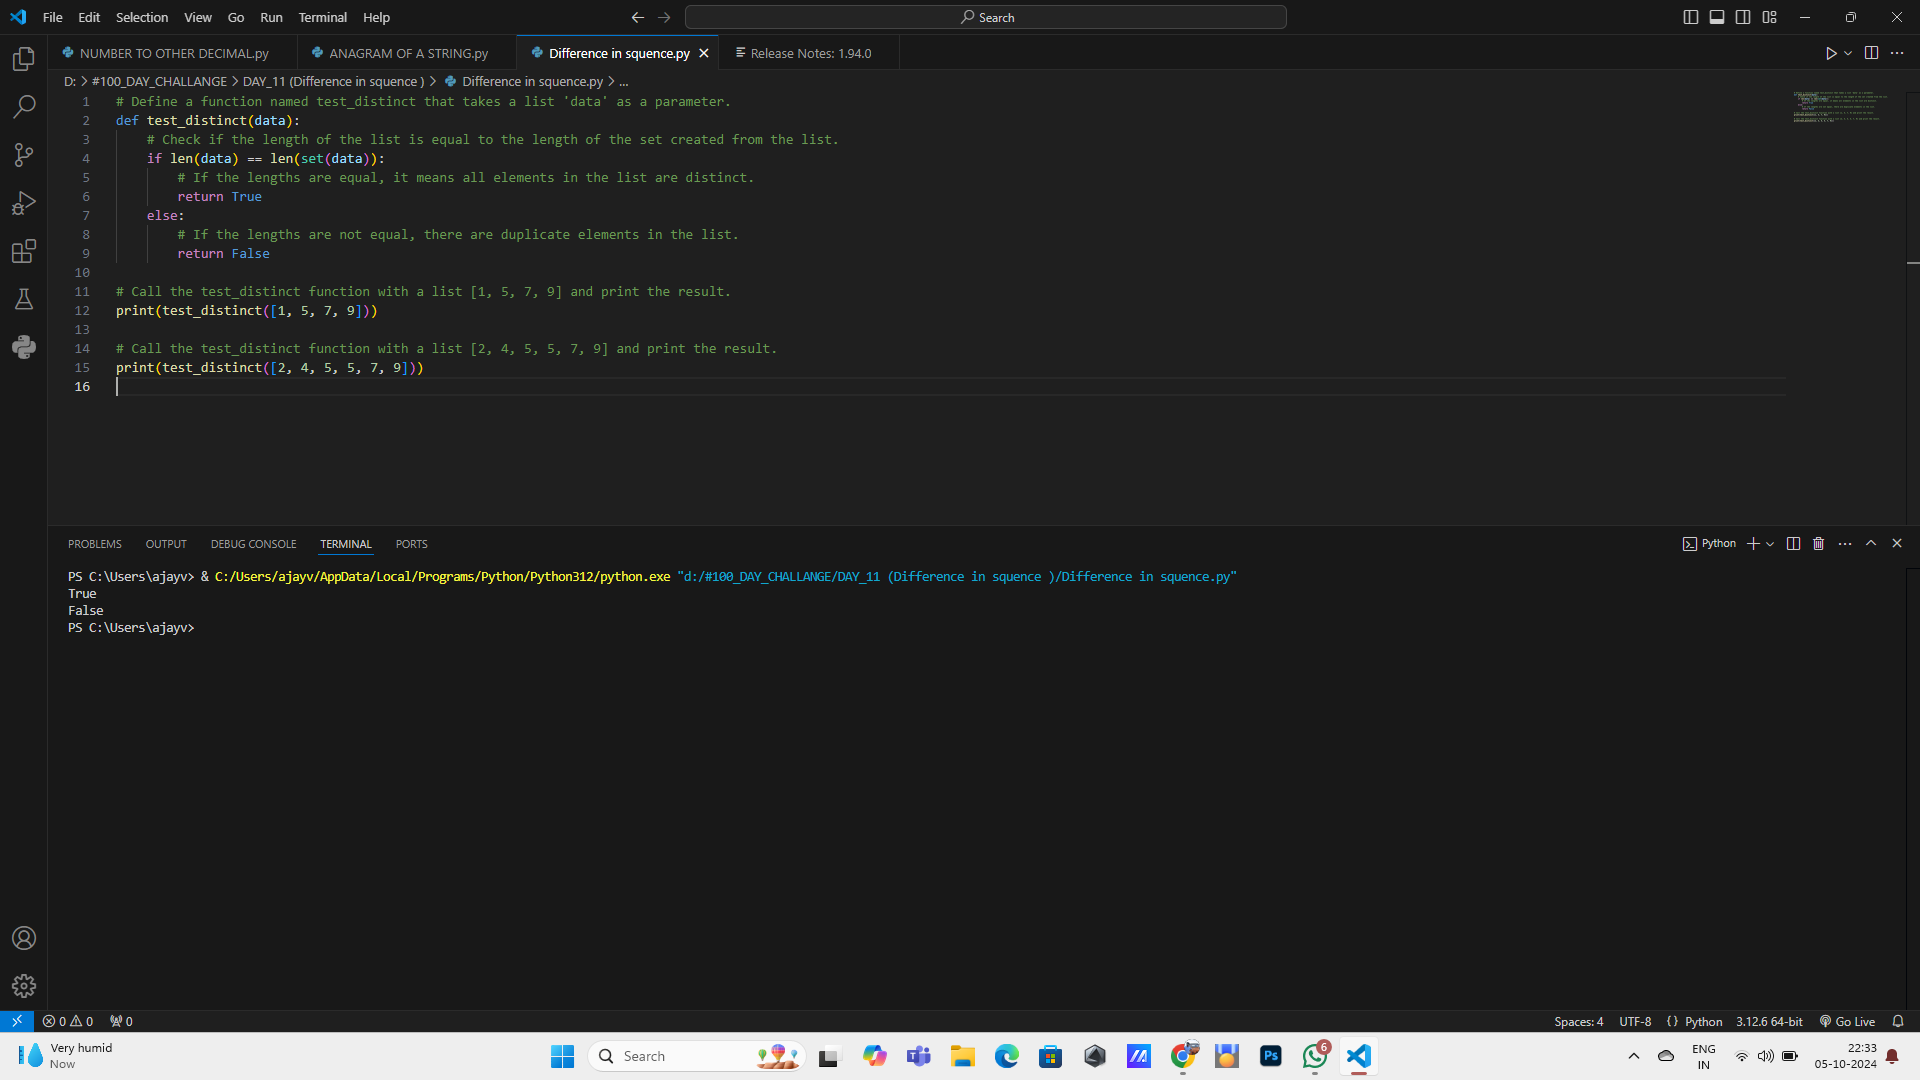 File Edit Selection View Go Run Terminal Help
Search
NUMBER TO OTHER DECIMAL.py
ANAGRAM OF A STRING.py
Difference in squence.py
Release Notes: 1.94.0
D: > #100_DAY_CHALLANGE > DAY_11 (Difference in squence ) > Difference in squence.py > ...
1 # Define a function named test_distinct that takes a list 'data' as a parameter.
2 def test_distinct(data):
3 # Check if the length of the list is equal to the length of the set created from the list.
4 if len(data) == len(set(data)):
5 # If the lengths are equal, it means all elements in the list are distinct.
6 return True
7 else:
8 # If the lengths are not equal, there are duplicate elements in the list.
9 return False
10
11 # Call the test_distinct function with a list [1, 5, 7, 9] and print the result.
12 print(test_distinct([1, 5, 7, 9]))
13
14 # Call the test_distinct function with a list [2, 4, 5, 5, 7, 9] and print the result.
15 print(test_distinct([2, 4, 5, 5, 7, 9]))
16
PROBLEMS OUTPUT DEBUG CONSOLE TERMINAL PORTS
Python
PS C:\Users\ajayv> & C:/Users/ajayv/AppData/Local/Programs/Python/Python312/python.exe "d:/#100_DAY_CHALLANGE/DAY_11 (Difference in squence )/Difference in squence.py"
True
False
PS C:\Users\ajayv>
0 0 0
Spaces: 4 UTF-8 {} Python 3.12.6 64-bit Go Live
Very humid
Now
Search
Ps
6
ENG
IN
22:33
05-10-2024